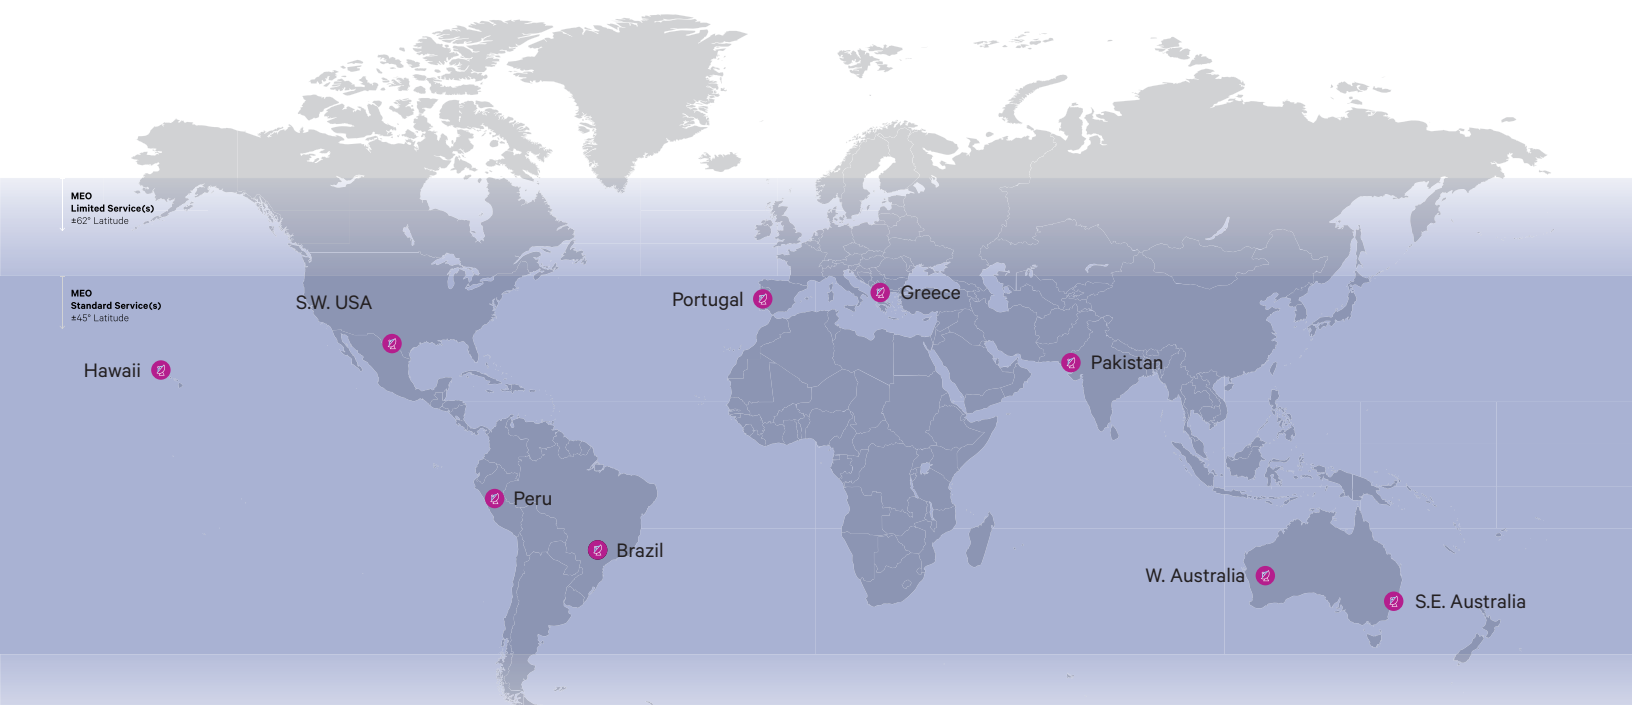 MEO
Limited Service(s)
±62° Latitude
MEO
Standard Service(s)
±45° Latitude
S.W. USA
Portugal
Greece
Hawaii
Pakistan
Peru
Brazil
W. Australia
S.E. Australia